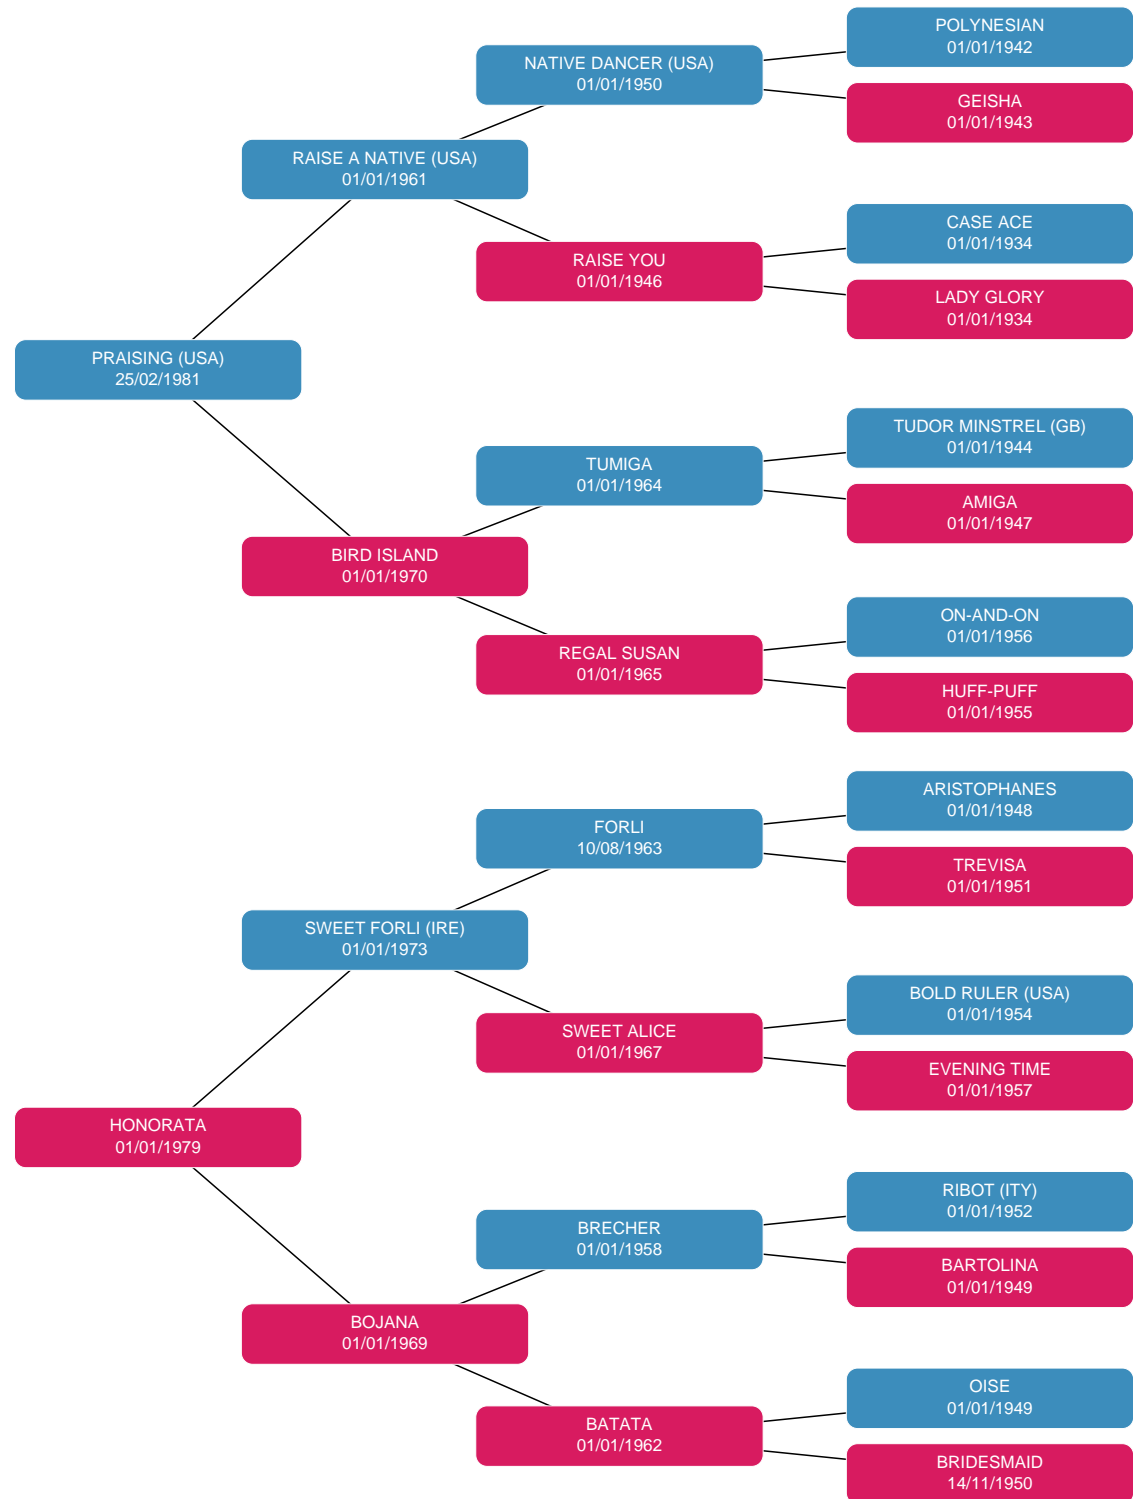 POLYNESIAN
01/01/1942
NATIVE DANCER (USA)
01/01/1950
GEISHA
01/01/1943
RAISE A NATIVE (USA)
01/01/1961
CASE ACE
01/01/1934
RAISE YOU
01/01/1946
LADY GLORY
01/01/1934
PRAISING (USA)
25/02/1981
TUDOR MINSTREL (GB)
01/01/1944
TUMIGA
01/01/1964
AMIGA
01/01/1947
BIRD ISLAND
01/01/1970
ON-AND-ON
01/01/1956
REGAL SUSAN
01/01/1965
HUFF-PUFF
01/01/1955
ARISTOPHANES
01/01/1948
FORLI
10/08/1963
TREVISA
01/01/1951
SWEET FORLI (IRE)
01/01/1973
BOLD RULER (USA)
01/01/1954
SWEET ALICE
01/01/1967
EVENING TIME
01/01/1957
HONORATA
01/01/1979
RIBOT (ITY)
01/01/1952
BRECHER
01/01/1958
BARTOLINA
01/01/1949
BOJANA
01/01/1969
OISE
01/01/1949
BATATA
01/01/1962
BRIDESMAID
14/11/1950